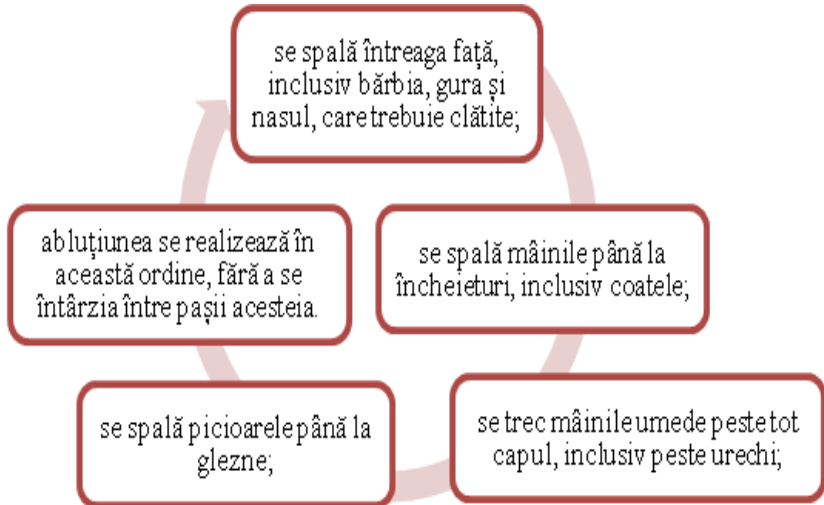 se spală întreaga față,
inclusiv bărbia, gura și
nasul, care trebuie clătite;
se spală mâinile până la
încheieturi, inclusiv coatele;
se trec mâinile umede peste tot
capul, inclusiv peste urechi;
se spală picioarele până la
glezne;
abluțiunea se realizează în
această ordine, fără a se
întârzia între pașii acesteia.